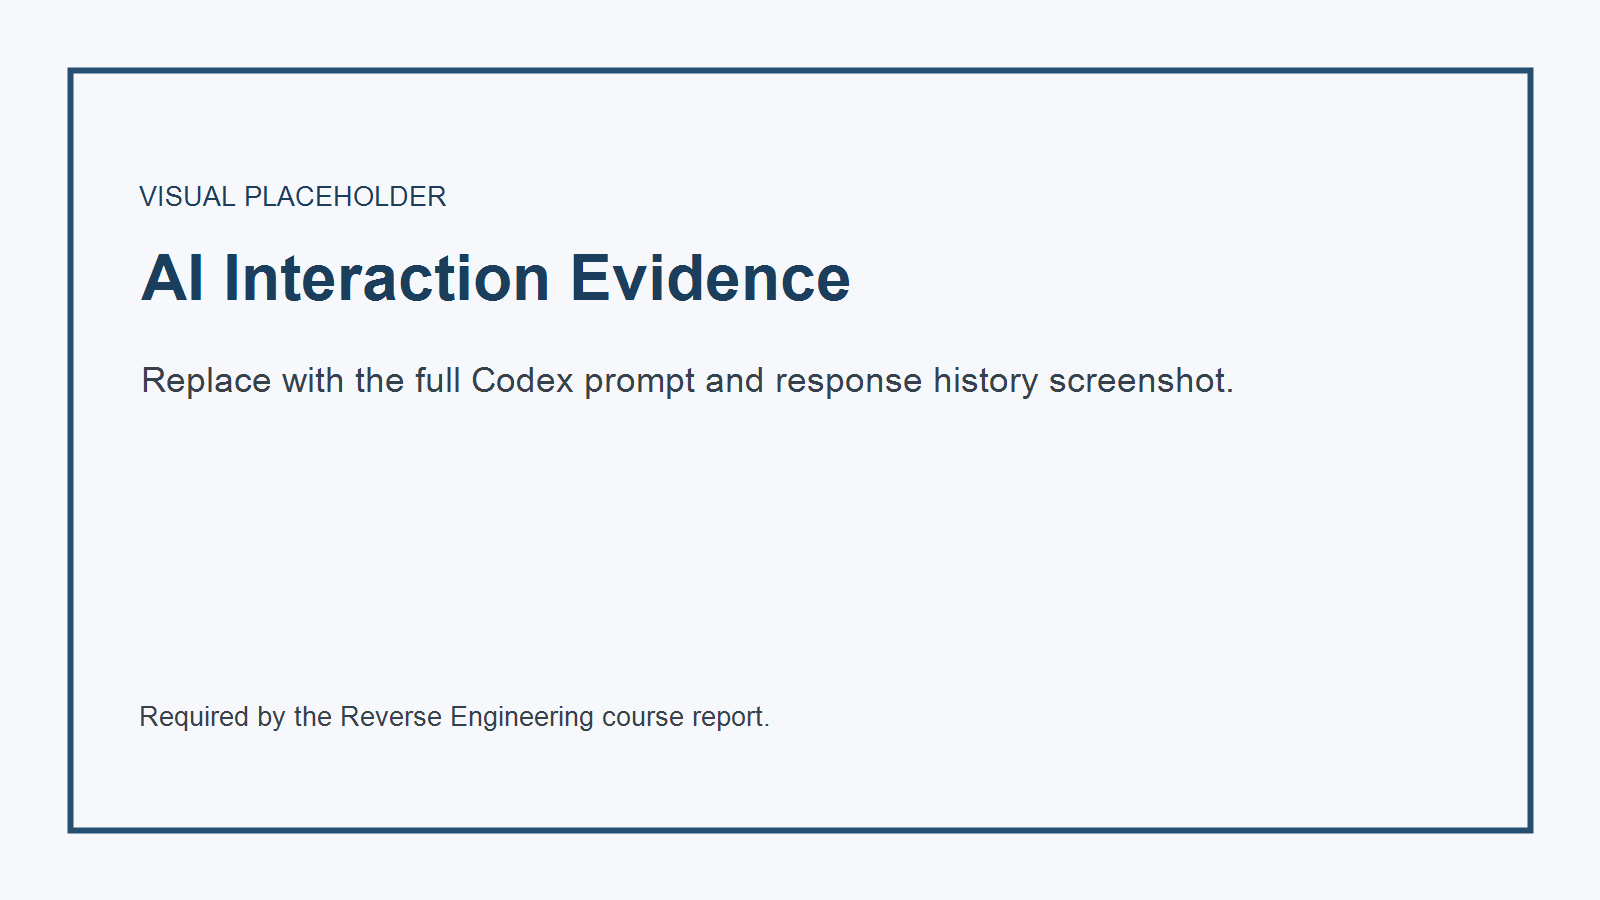 VISUAL PLACEHOLDER
AI Interaction Evidence
Replace with the full Codex prompt and response history screenshot.
Required by the Reverse Engineering course report.